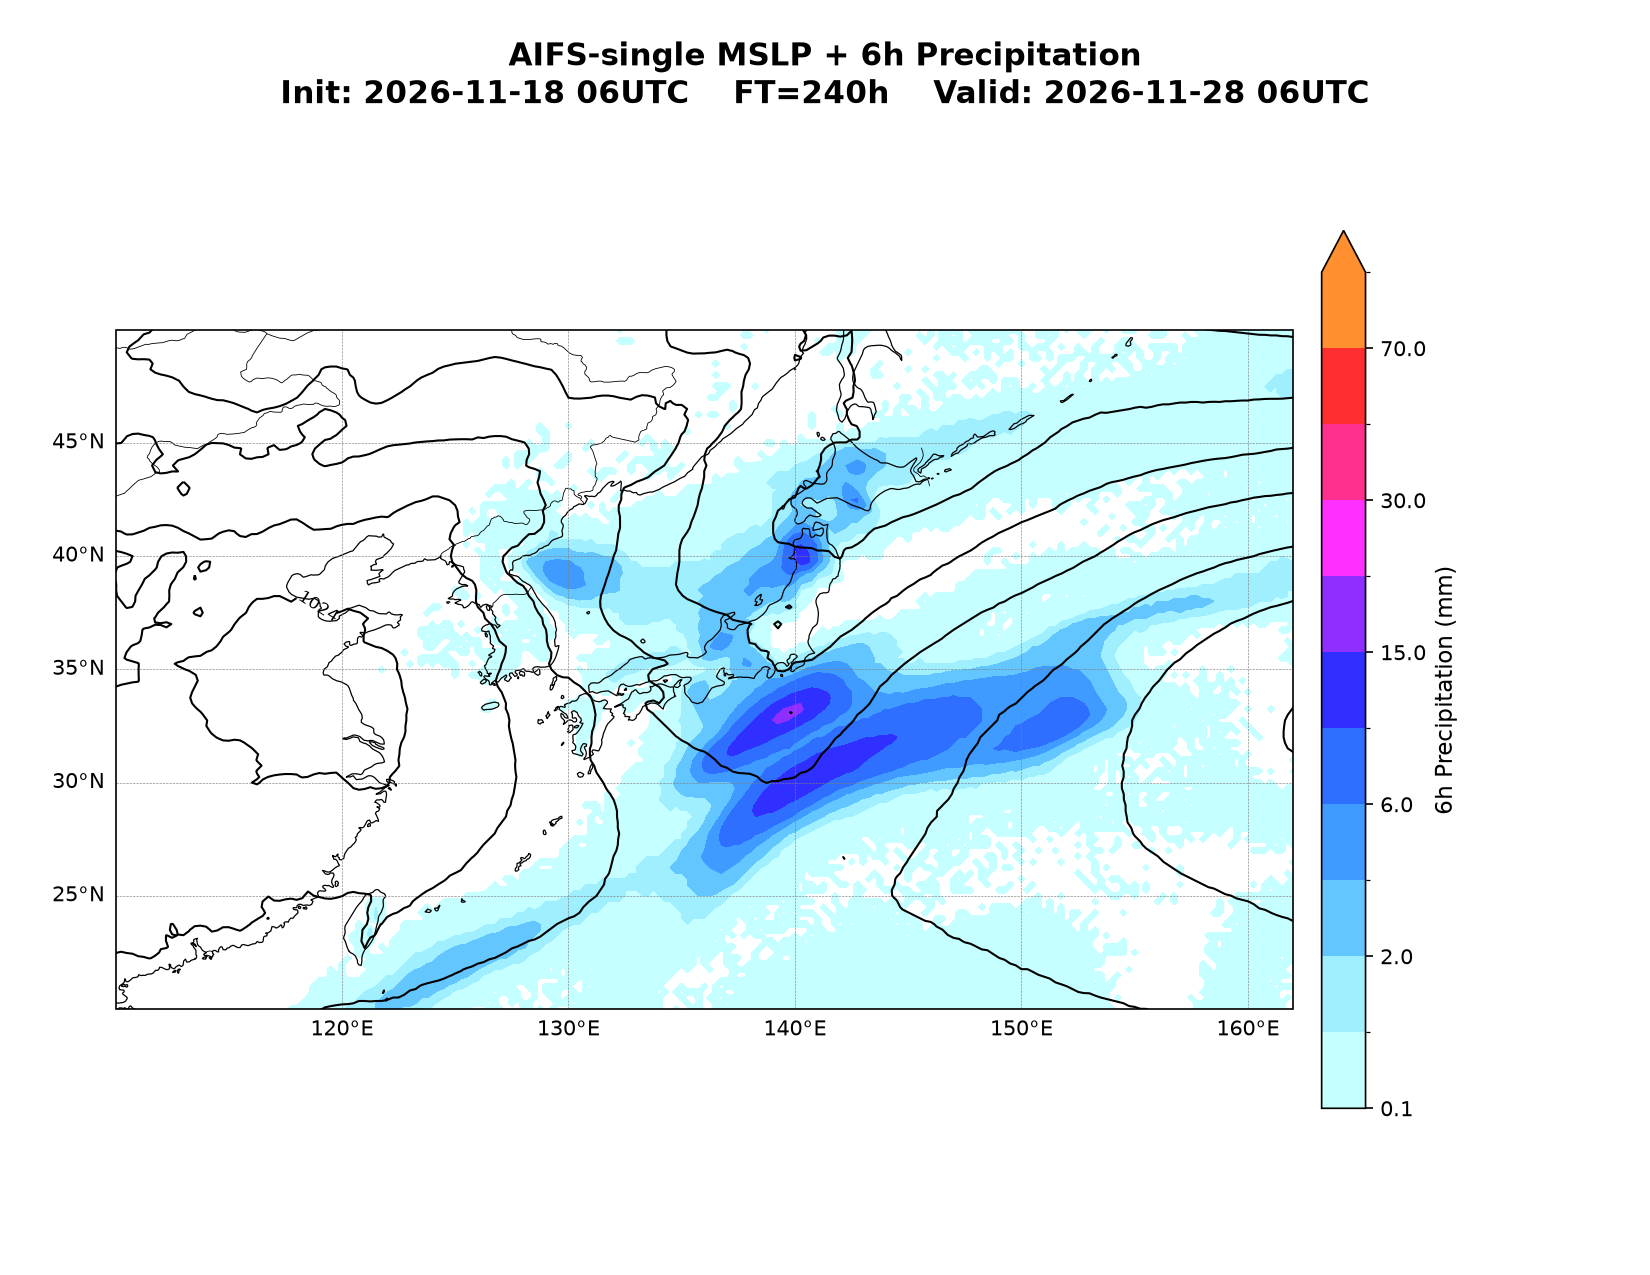 AIFS-single MSLP + 6h Precipitation
Init: 2026-11-18 06UTC    FT=240h    Valid: 2026-11-28 06UTC
45°N
40°N
35°N
30°N
25°N
120°E
130°E
140°E
150°E
160°E
1024
70.0
30.0
15.0
6.0
2.0
0.1
6h Precipitation (mm)